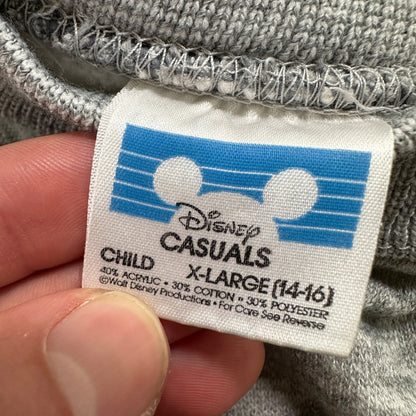 Disney
CASUALS
CHILD X-LARGE (14-16)
40% ACRYLIC • 30% COTTON • 30% POLYESTER
©Walt Disney Productions • For Care See Reverse